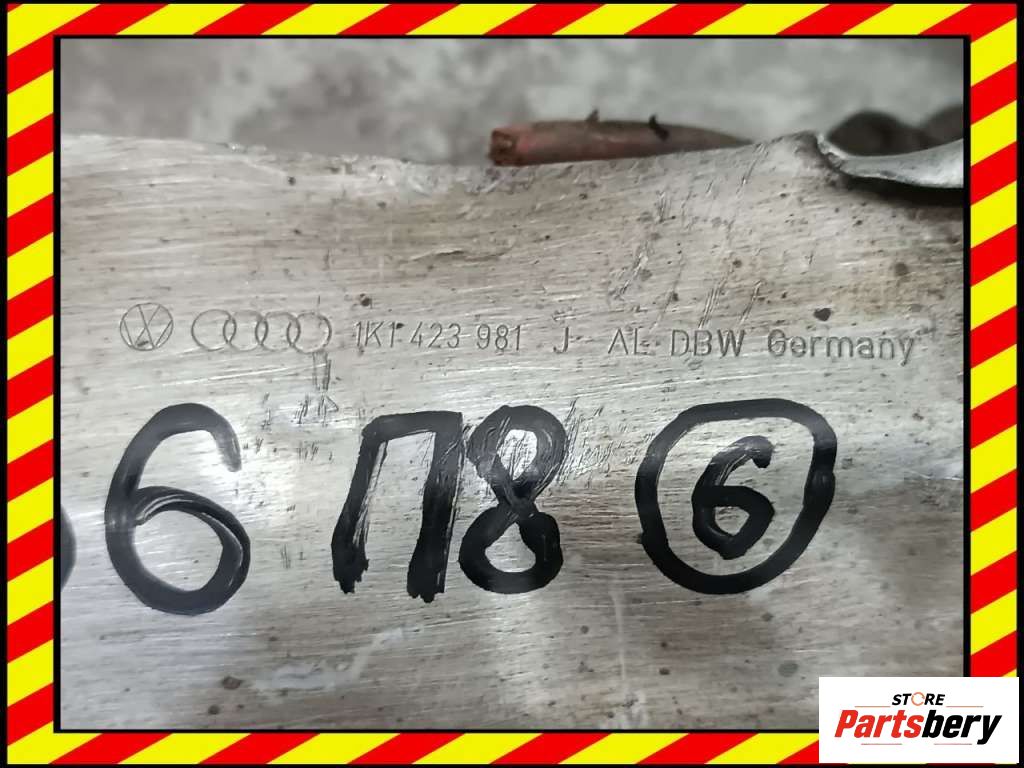 1K1 423 981 J AL DBW Germany
6 П8 6
STORE
Partsbery